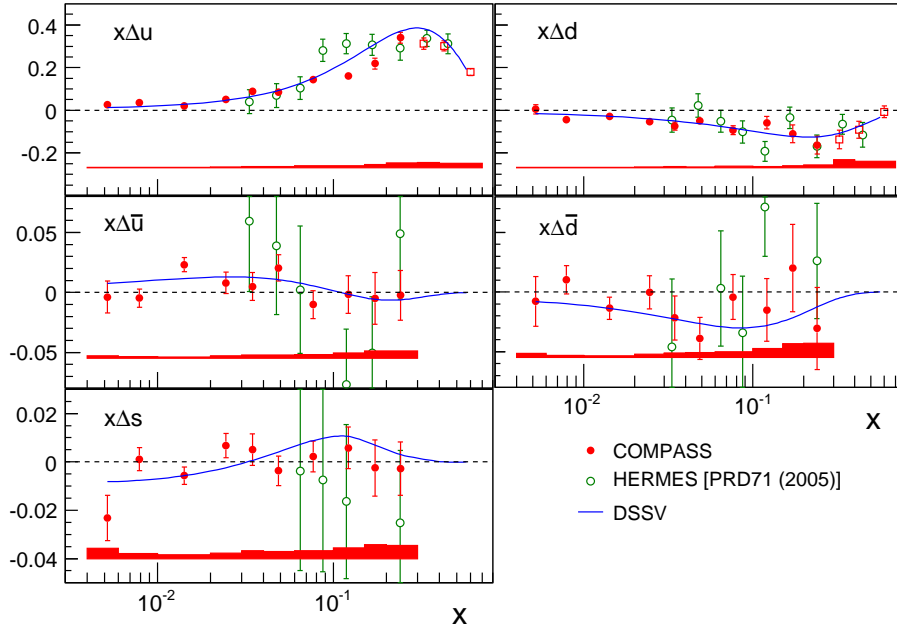 xΔu
0.4
0.2
0
-0.2
xΔd
xΔu̅
0.05
0
-0.05
xΔd̅
10⁻²
10⁻¹
x
xΔs
0.02
0
-0.02
-0.04
10⁻²
10⁻¹
x
COMPASS
HERMES [PRD71 (2005)]
DSSV